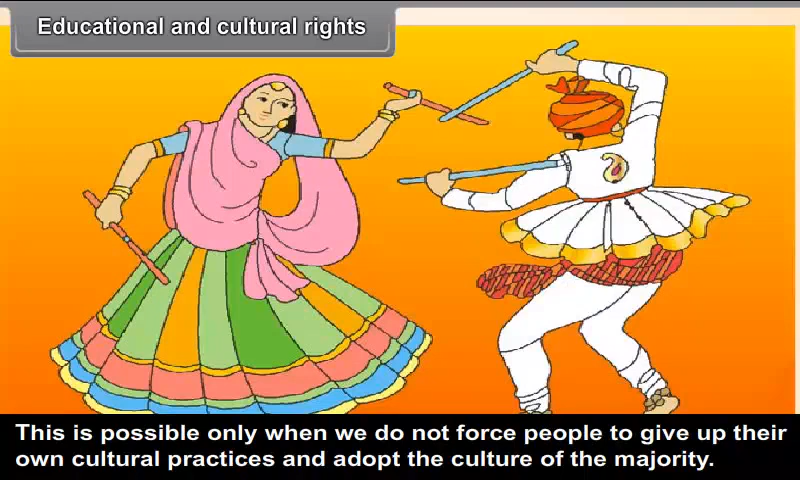 Educational and cultural rights
This is possible only when we do not force people to give up their
own cultural practices and adopt the culture of the majority.